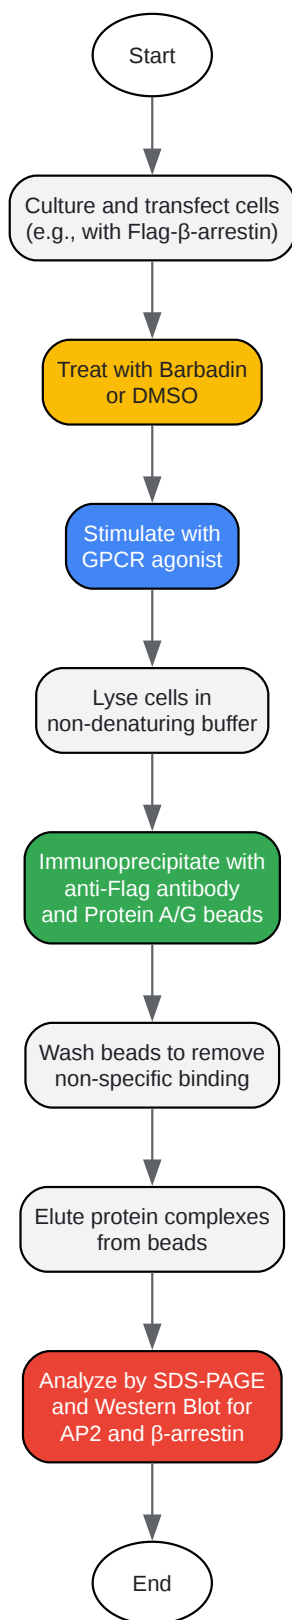 Start
Culture and transfect cells
(e.g., with Flag-β-arrestin)
Treat with Barbadin
or DMSO
Stimulate with
GPCR agonist
Lyse cells in
non-denaturing buffer
Immunoprecipitate with
anti-Flag antibody
and Protein A/G beads
Wash beads to remove
non-specific binding
Elute protein complexes
from beads
Analyze by SDS-PAGE
and Western Blot for
AP2 and β-arrestin
End